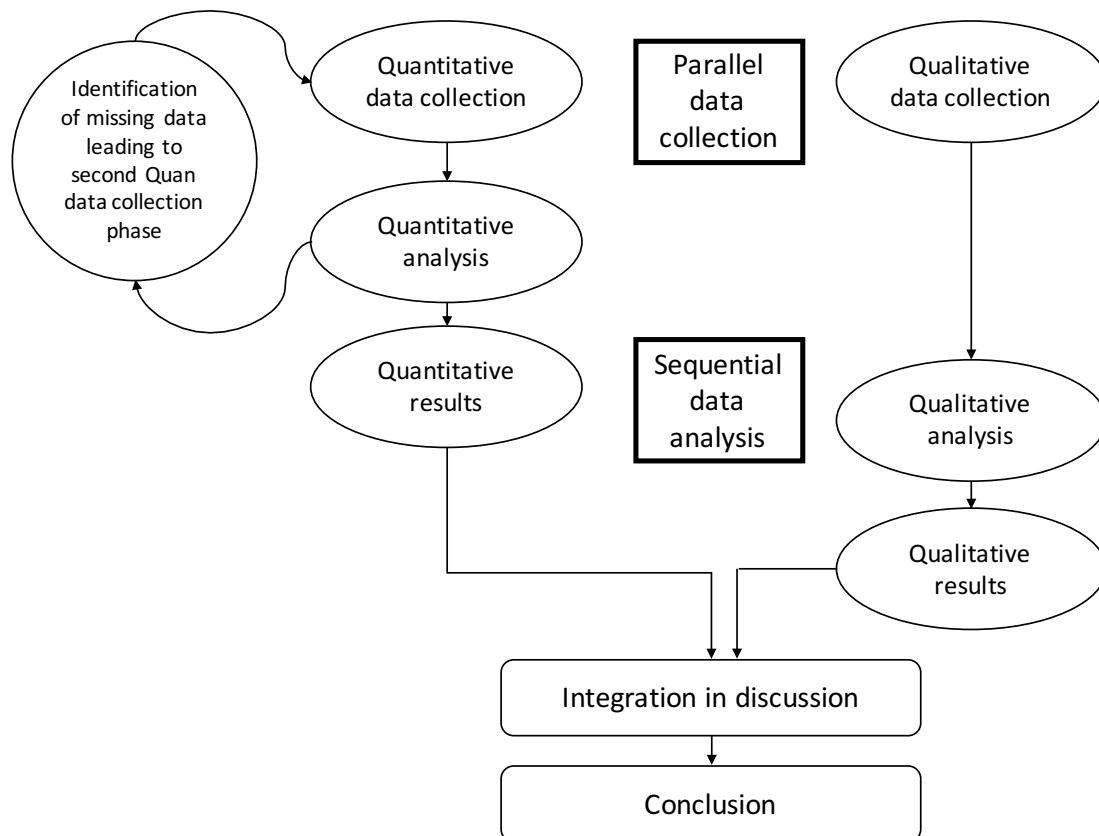 Identification
of missing data
leading to
second Quan
data collection
phase
Quantitative
data collection
Parallel
data
collection
Qualitative
data collection
Quantitative
analysis
Quantitative
results
Sequential
data
analysis
Qualitative
analysis
Qualitative
results
Integration in discussion
Conclusion